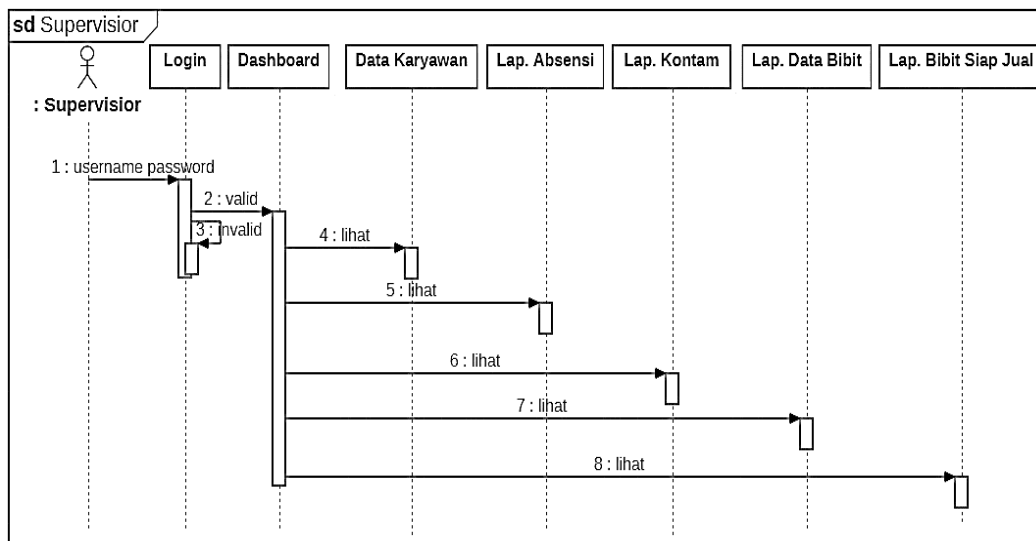 sd Supervisior
Login
Dashboard
Data Karyawan
Lap. Absensi
Lap. Kontam
Lap. Data Bibit
Lap. Bibit Siap Jual
: Supervisior
1 : username password
2 : valid
3 : invalid
4 : lihat
5 : lihat
6 : lihat
7 : lihat
8 : lihat